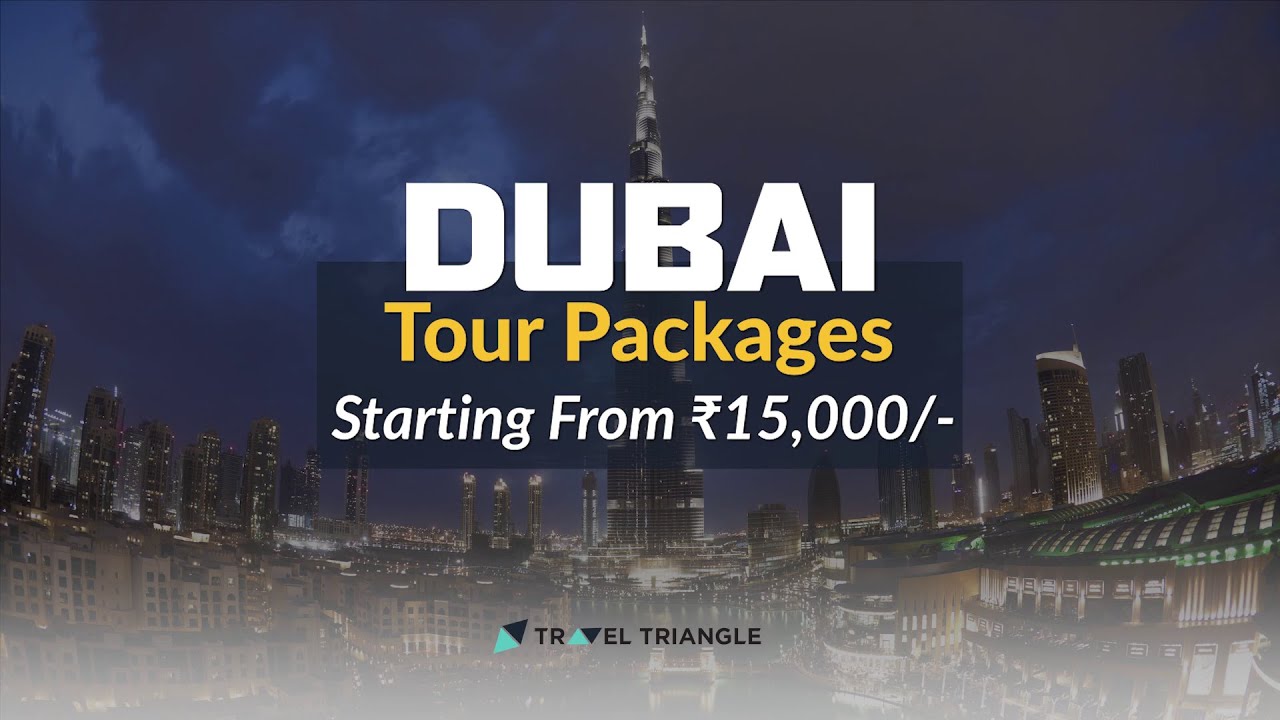 DUBAI
Tour Packages
Starting From ₹15,000/-
TRAVEL TRIANGLE